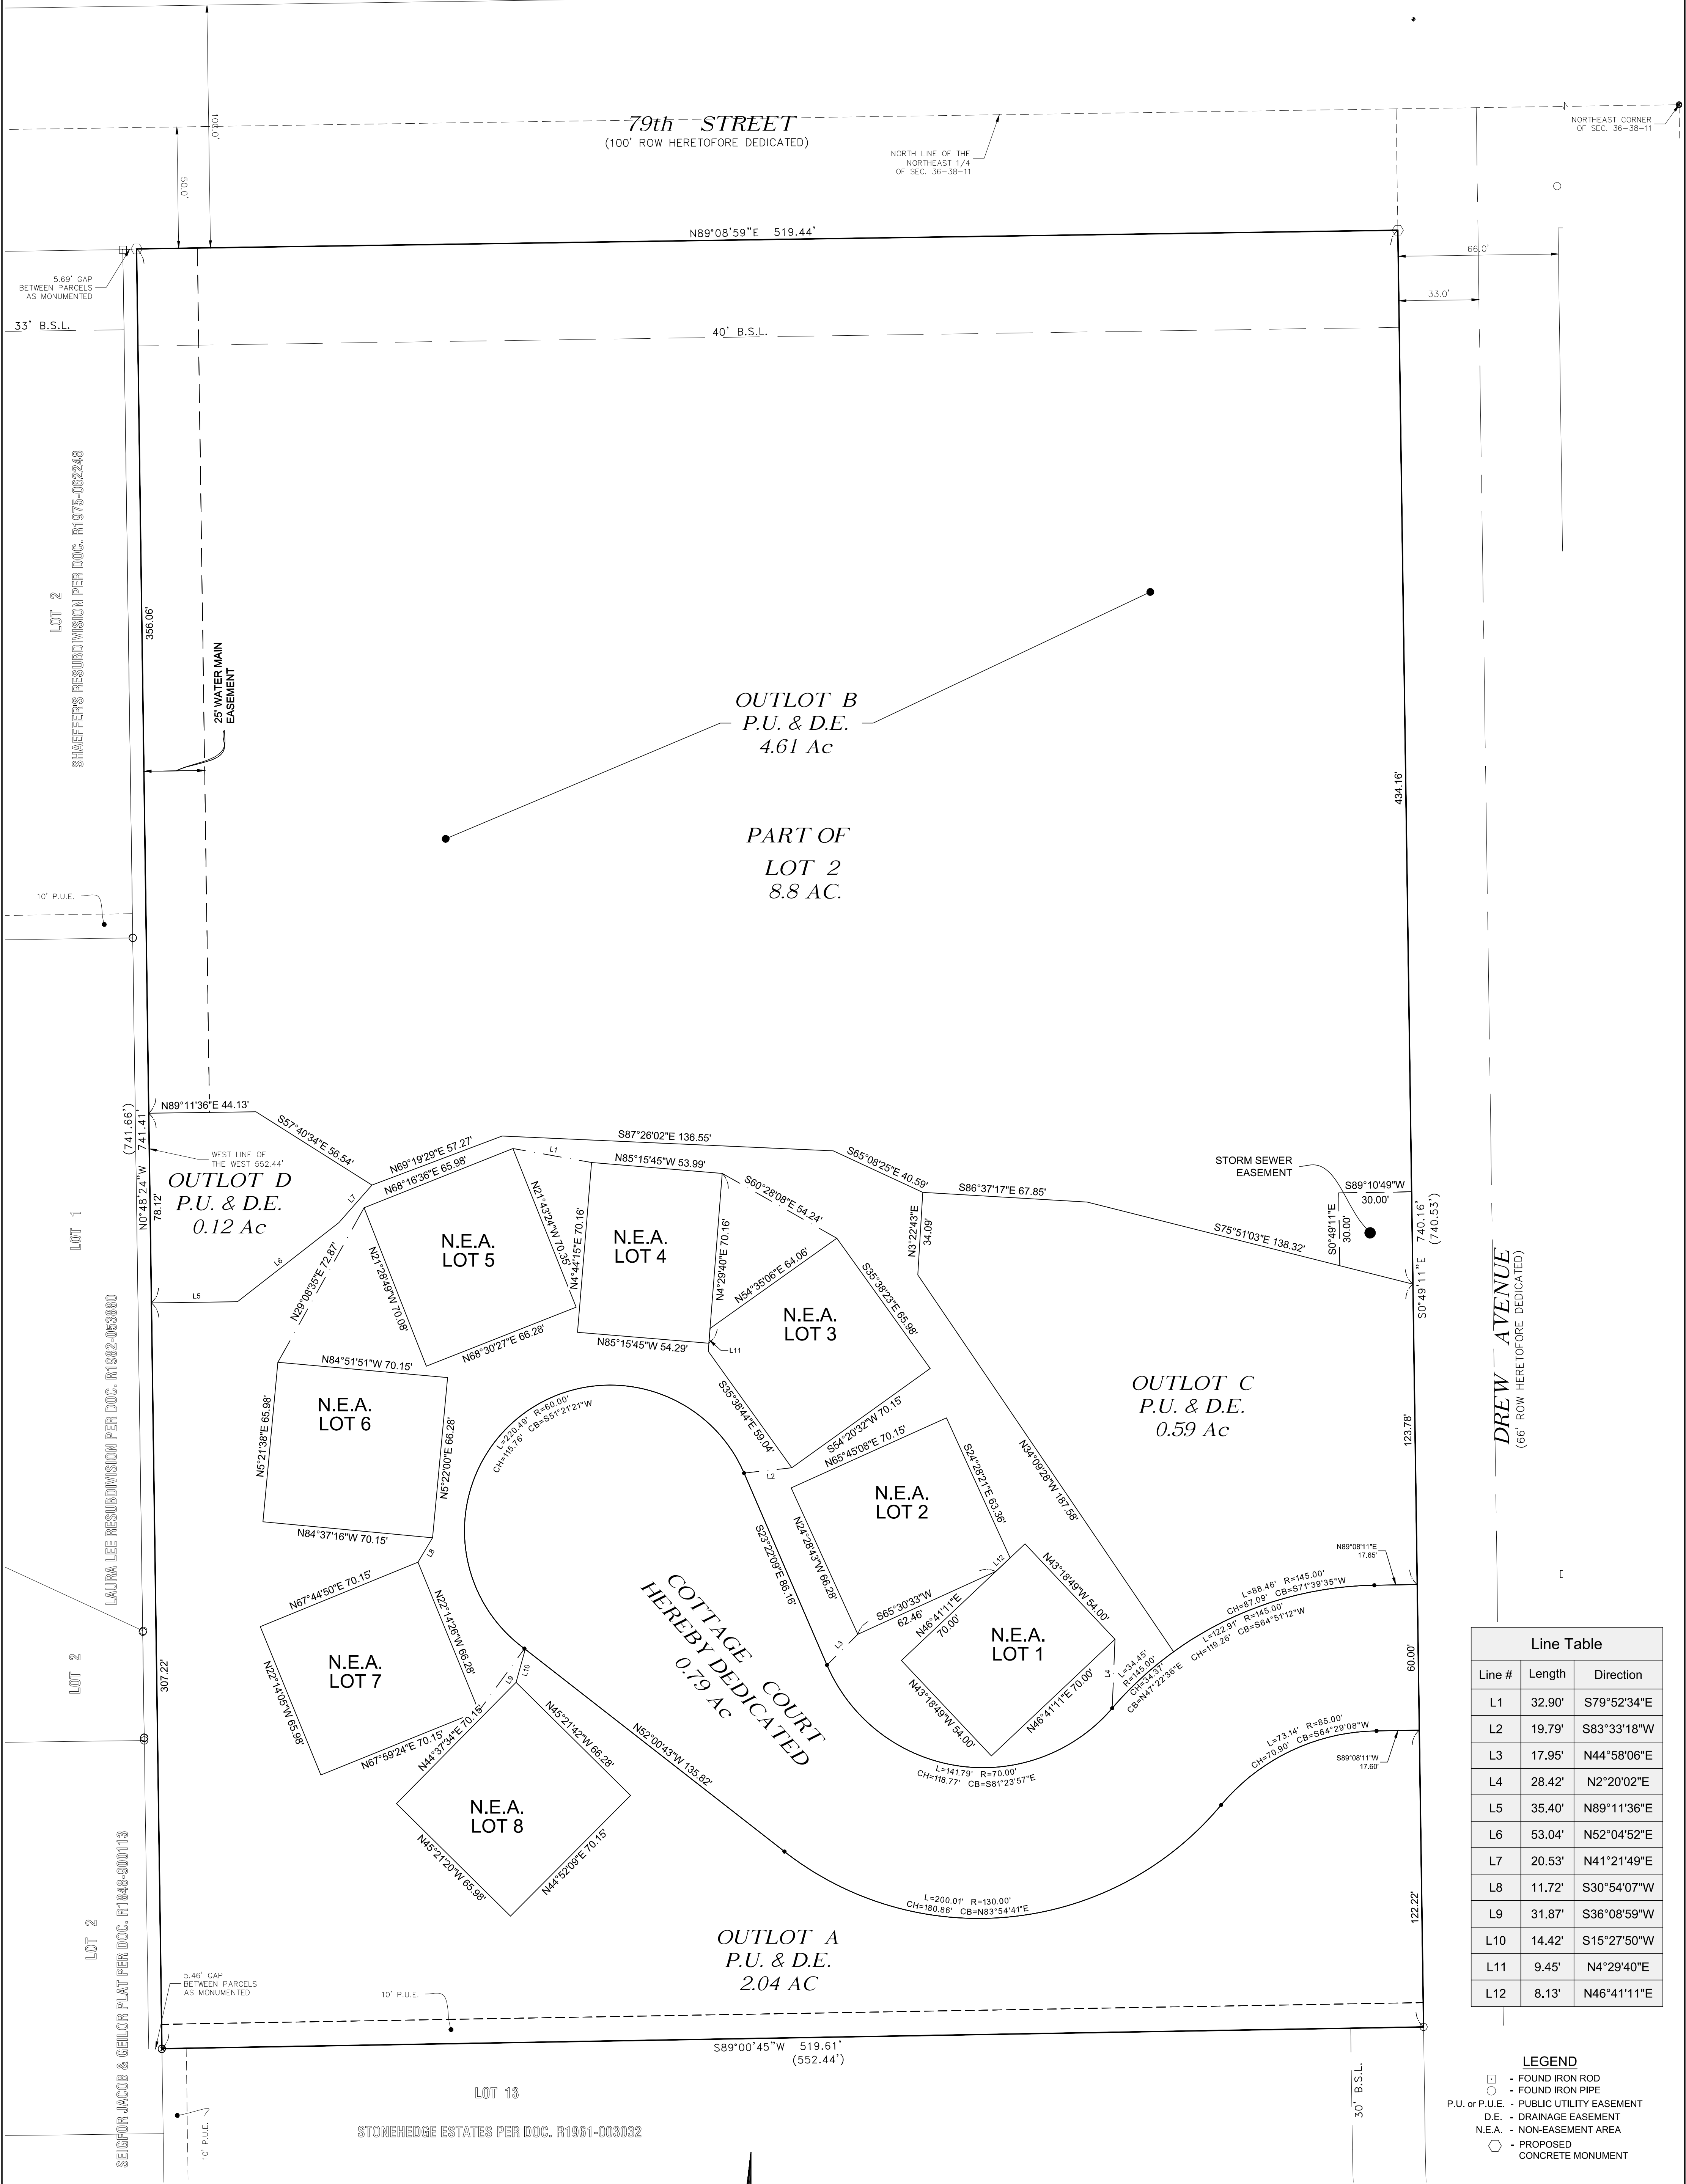 100.0'
50.0'
79th STREET
(100' ROW HERETOFORE DEDICATED)
NORTH LINE OF THE
NORTHEAST 1/4
OF SEC. 36-38-11
NORTHEAST CORNER
OF SEC. 36-38-11
N89°08'59"E 519.44'
66.0'
33.0'
5.69' GAP
BETWEEN PARCELS
AS MONUMENTED
33' B.S.L.
40' B.S.L.
LOT 2
SHAEFFER'S RESUBDIVISION PER DOC. R1975-062248
356.06'
25' WATER MAIN
EASEMENT
OUTLOT B
P.U. & D.E.
4.61 Ac
434.16'
PART OF
LOT 2
8.8 AC.
10' P.U.E.
N89°11'36"E 44.13'
S57°40'34"E 56.54'
N69°19'29"E 57.27'
N68°16'36"E 65.98'
S87°26'02"E 136.55'
L1
N85°15'45"W 53.99'
S65°08'25"E 40.59'
S60°28'08"E 54.24'
S86°37'17"E 67.85'
S75°51'03"E 138.32'
STORM SEWER
EASEMENT
S89°10'49"W
30.00'
S0°49'11"E
30.00'
S0°49'11"E 740.16'
(740.53')
(741.66')
N0°48'24"W 741.41'
WEST LINE OF
THE WEST 552.44'
OUTLOT D
P.U. & D.E.
0.12 Ac
78.12'
L7
L6
L5
N29°08'35"E 72.87'
N21°28'49"W 70.08'
N.E.A.
LOT 5
N21°43'24"W 70.35'
N68°30'27"E 66.28'
N4°44'15"E 70.16'
N.E.A.
LOT 4
N4°29'40"E 70.16'
N85°15'45"W 54.29'
L11
N54°35'06"E 64.06'
N.E.A.
LOT 3
S35°38'23"E 65.98'
N3°22'43"E
34.09'
S35°38'44"E 59.04'
S54°20'32"W 70.15'
L2
LOT 1
LAURA LEE RESUBDIVISION PER DOC. R1982-053880
DREW AVENUE
(66' ROW HERETOFORE DEDICATED)
OUTLOT C
P.U. & D.E.
0.59 Ac
123.78'
N34°09'28"W 187.58'
N84°51'51"W 70.15'
N.E.A.
LOT 6
N5°21'38"E 65.98'
N5°22'00"E 66.28'
N84°37'16"W 70.15'
L8
L=220.49' R=60.00'
CH=115.76' CB=S51°21'21"W
N65°45'08"E 70.15'
N.E.A.
LOT 2
S24°28'21"E 63.36'
N24°28'43"W 66.28'
L12
S65°30'33"W
62.46'
L3
S23°22'09"E 86.16'
N67°44'50"E 70.15'
N.E.A.
LOT 7
N22°14'26"W 66.28'
N22°14'05"W 65.98'
N67°59'24"E 70.15'
L9
L10
COTTAGE COURT
HEREBY DEDICATED
0.79 Ac
N43°18'49"W 54.00'
N46°41'11"E
70.00'
N.E.A.
LOT 1
N46°41'11"E 70.00'
N43°18'49"W 54.00'
L4
L=34.45'
R=145.00'
CH=34.37'
CB=N47°22'36"E
L=88.46' R=145.00'
CH=87.09' CB=S71°39'35"W
L=122.91' R=145.00'
CH=119.26' CB=S64°51'12"W
N89°08'11"E
17.65'
60.00'
L=73.14' R=85.00'
CH=70.90' CB=S64°29'08"W
S89°08'11"W
17.60'
L=141.79' R=70.00'
CH=118.77' CB=S81°23'57"E
N52°00'43"W 135.82'
N44°37'34"E 70.15'
N45°21'42"W 66.28'
N.E.A.
LOT 8
N45°21'20"W 65.98'
N44°52'09"E 70.15'
L=200.01' R=130.00'
CH=180.86' CB=N83°54'41"E
307.22'
LOT 2
122.22'
OUTLOT A
P.U. & D.E.
2.04 AC
LOT 2
SEIGFOR JACOB & GEILOR PLAT PER DOC. R1848-900113
5.46' GAP
BETWEEN PARCELS
AS MONUMENTED
10' P.U.E.
S89°00'45"W 519.61'
(552.44')
LOT 13
STONEHEDGE ESTATES PER DOC. R1961-003032
10' P.U.E.
30' B.S.L.
Line Table
Line # Length Direction
L1 32.90' S79°52'34"E
L2 19.79' S83°33'18"W
L3 17.95' N44°58'06"E
L4 28.42' N2°20'02"E
L5 35.40' N89°11'36"E
L6 53.04' N52°04'52"E
L7 20.53' N41°21'49"E
L8 11.72' S30°54'07"W
L9 31.87' S36°08'59"W
L10 14.42' S15°27'50"W
L11 9.45' N4°29'40"E
L12 8.13' N46°41'11"E
LEGEND
- FOUND IRON ROD
- FOUND IRON PIPE
P.U. or P.U.E. - PUBLIC UTILITY EASEMENT
D.E. - DRAINAGE EASEMENT
N.E.A. - NON-EASEMENT AREA
- PROPOSED
CONCRETE MONUMENT